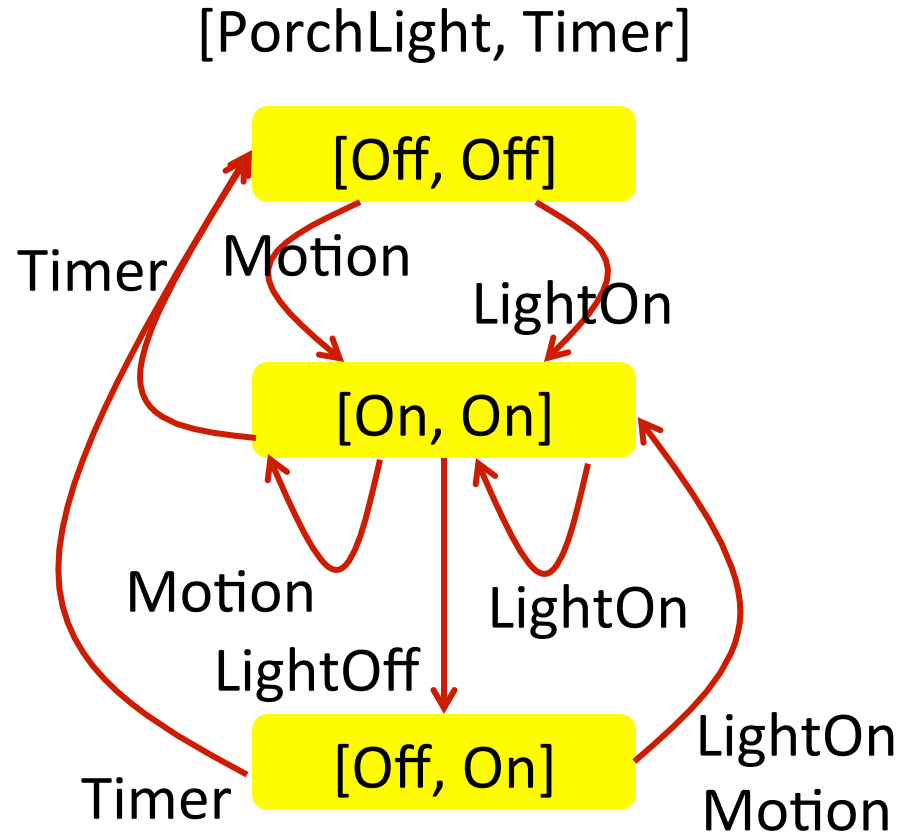 [PorchLight, Timer]
[Off, Off]
Motion
Timer
LightOn
[On, On]
Motion
LightOn
LightOff
LightOn
[Off, On]
Timer
Motion